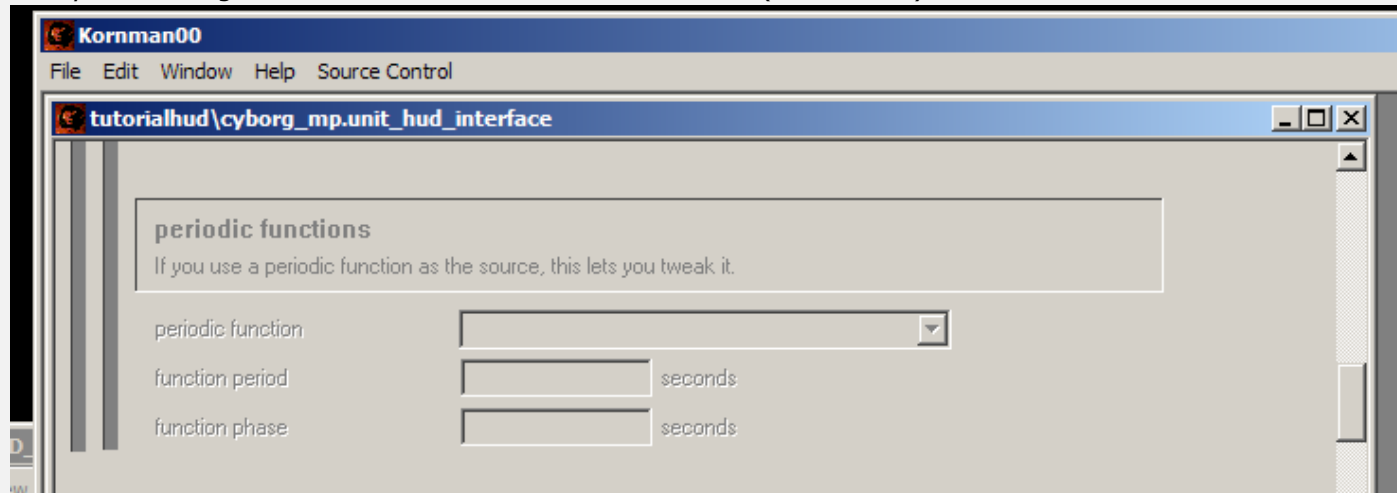 Kornman00
File Edit Window Help Source Control
tutorialhud\cyborg_mp.unit_hud_interface
periodic functions
If you use a periodic function as the source, this lets you tweak it.
periodic function
function period seconds
function phase seconds